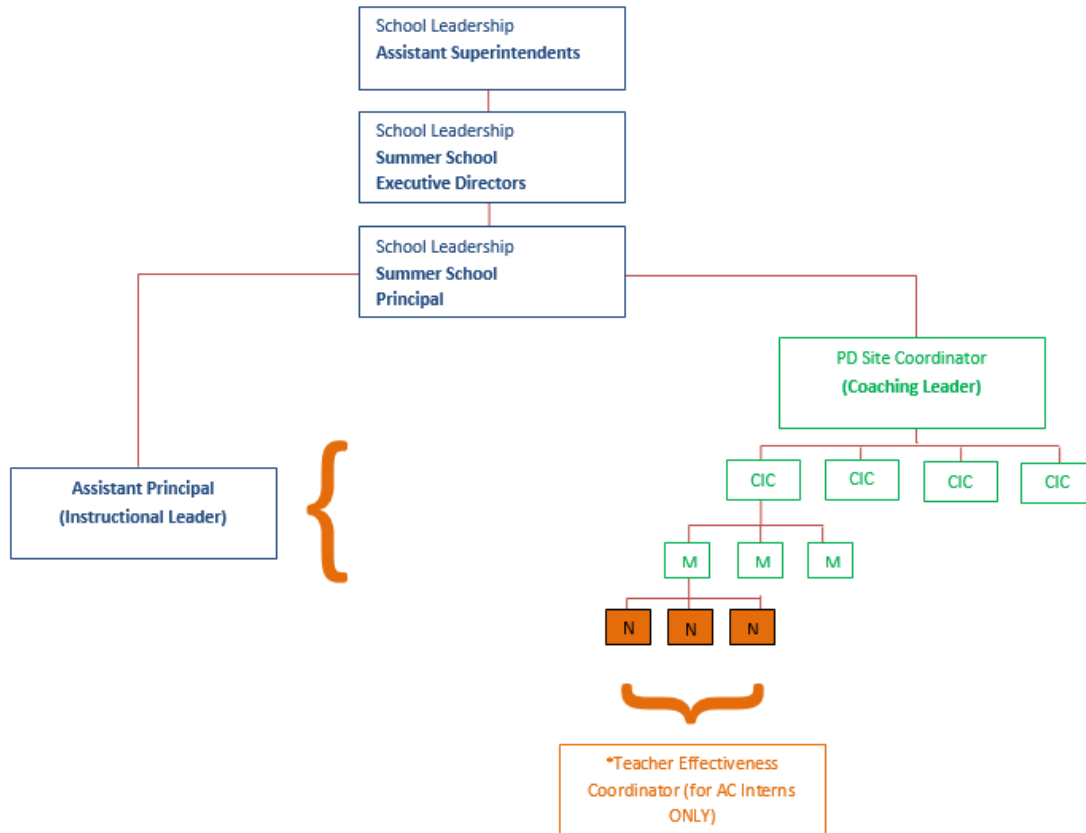 School Leadership
Assistant Superintendents
School Leadership
Summer School
Executive Directors
School Leadership
Summer School
Principal
PD Site Coordinator
(Coaching Leader)
Assistant Principal
(Instructional Leader)
CIC
CIC
CIC
CIC
M
M
M
N
N
N
*Teacher Effectiveness
Coordinator (for AC Interns
ONLY)